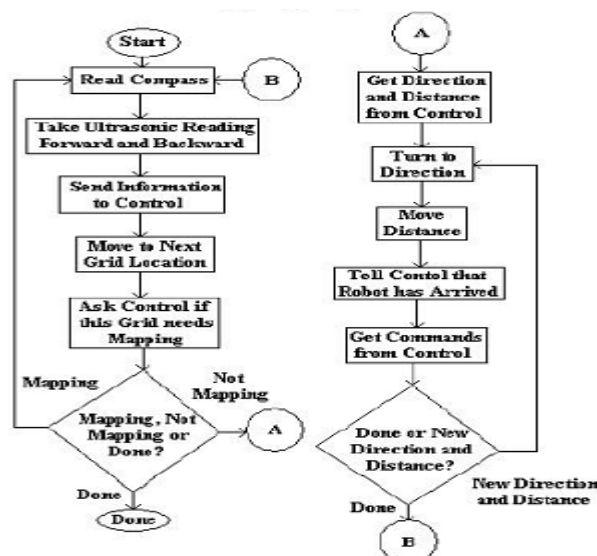 Start
Read Compass
B
Take Ultrasonic Reading
Forward and Backward
Send Information
to Control
Move to Next
Grid Location
Ask Control if
this Grid needs
Mapping
Mapping
Not
Mapping
Mapping, Not
Mapping or
Done?
A
Done
Done
A
Get Direction
and Distance
from Control
Turn to
Direction
Move
Distance
Tell Contol that
Robot has Arrived
Get Commands
from Control
Done or New
Direction and
Distance?
New Direction
and Distance
Done
B